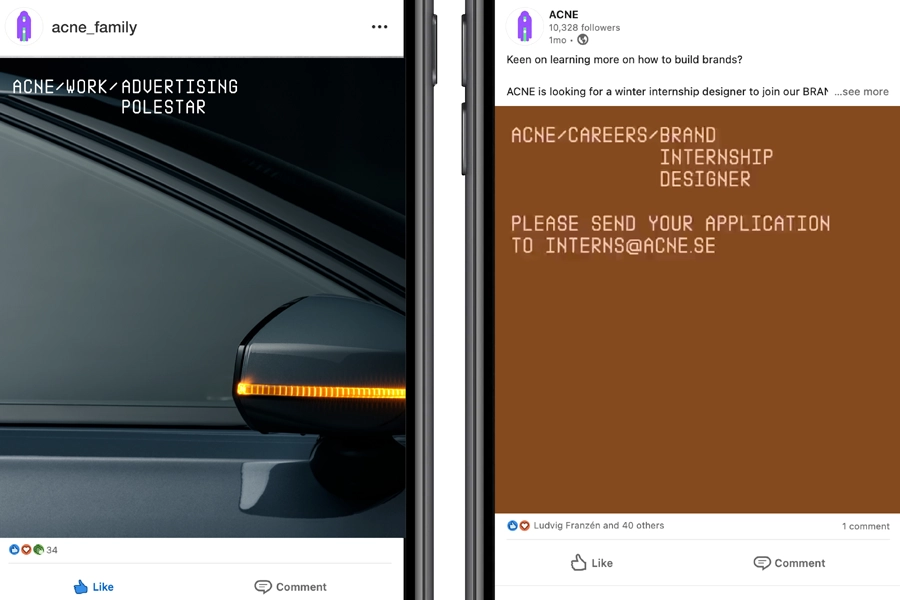 acne_family
ACNE/WORK/ADVERTISING
POLESTAR
34
Like
Comment
ACNE
10,328 followers
1mo •
Keen on learning more on how to build brands?
ACNE is looking for a winter internship designer to join our BRAN ...see more
ACNE/CAREERS/BRAND
INTERNSHIP
DESIGNER
PLEASE SEND YOUR APPLICATION
TO INTERNS@ACNE.SE
Ludvig Franzén and 40 others
1 comment
Like
Comment